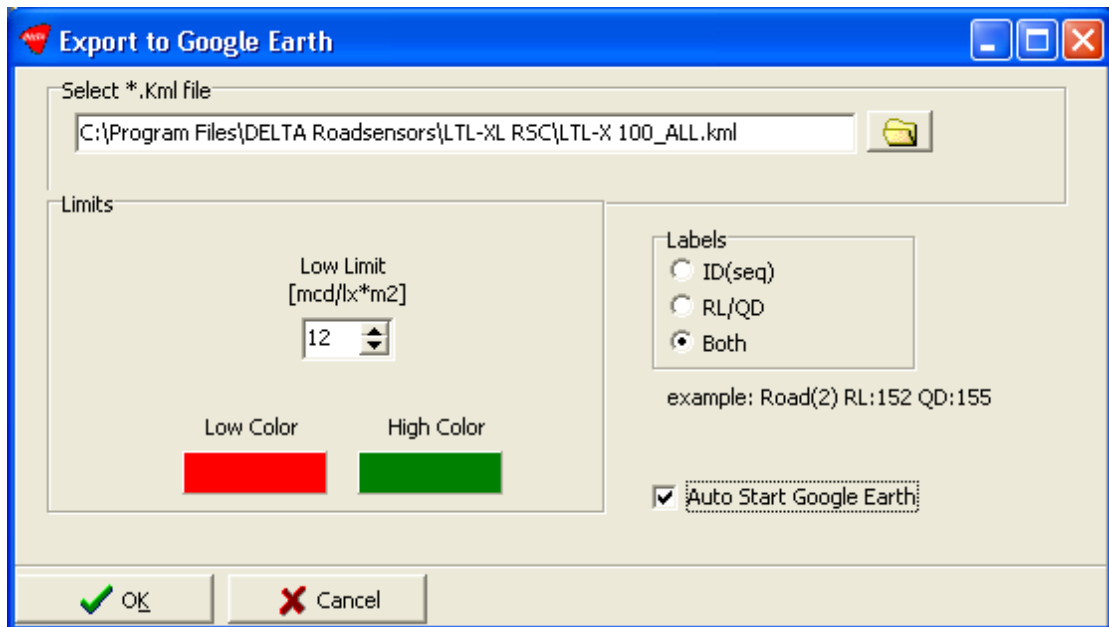 Export to Google Earth
Select *.Kml file
C:\Program Files\DELTA Roadsensors\LTL-XL RSC\LTL-X 100_ALL.kml
Limits
Low Limit
[mcd/lx*m2]
12
Low Color High Color
Labels
ID(seq)
RL/QD
Both
example: Road(2) RL:152 QD:155
Auto Start Google Earth
OK Cancel